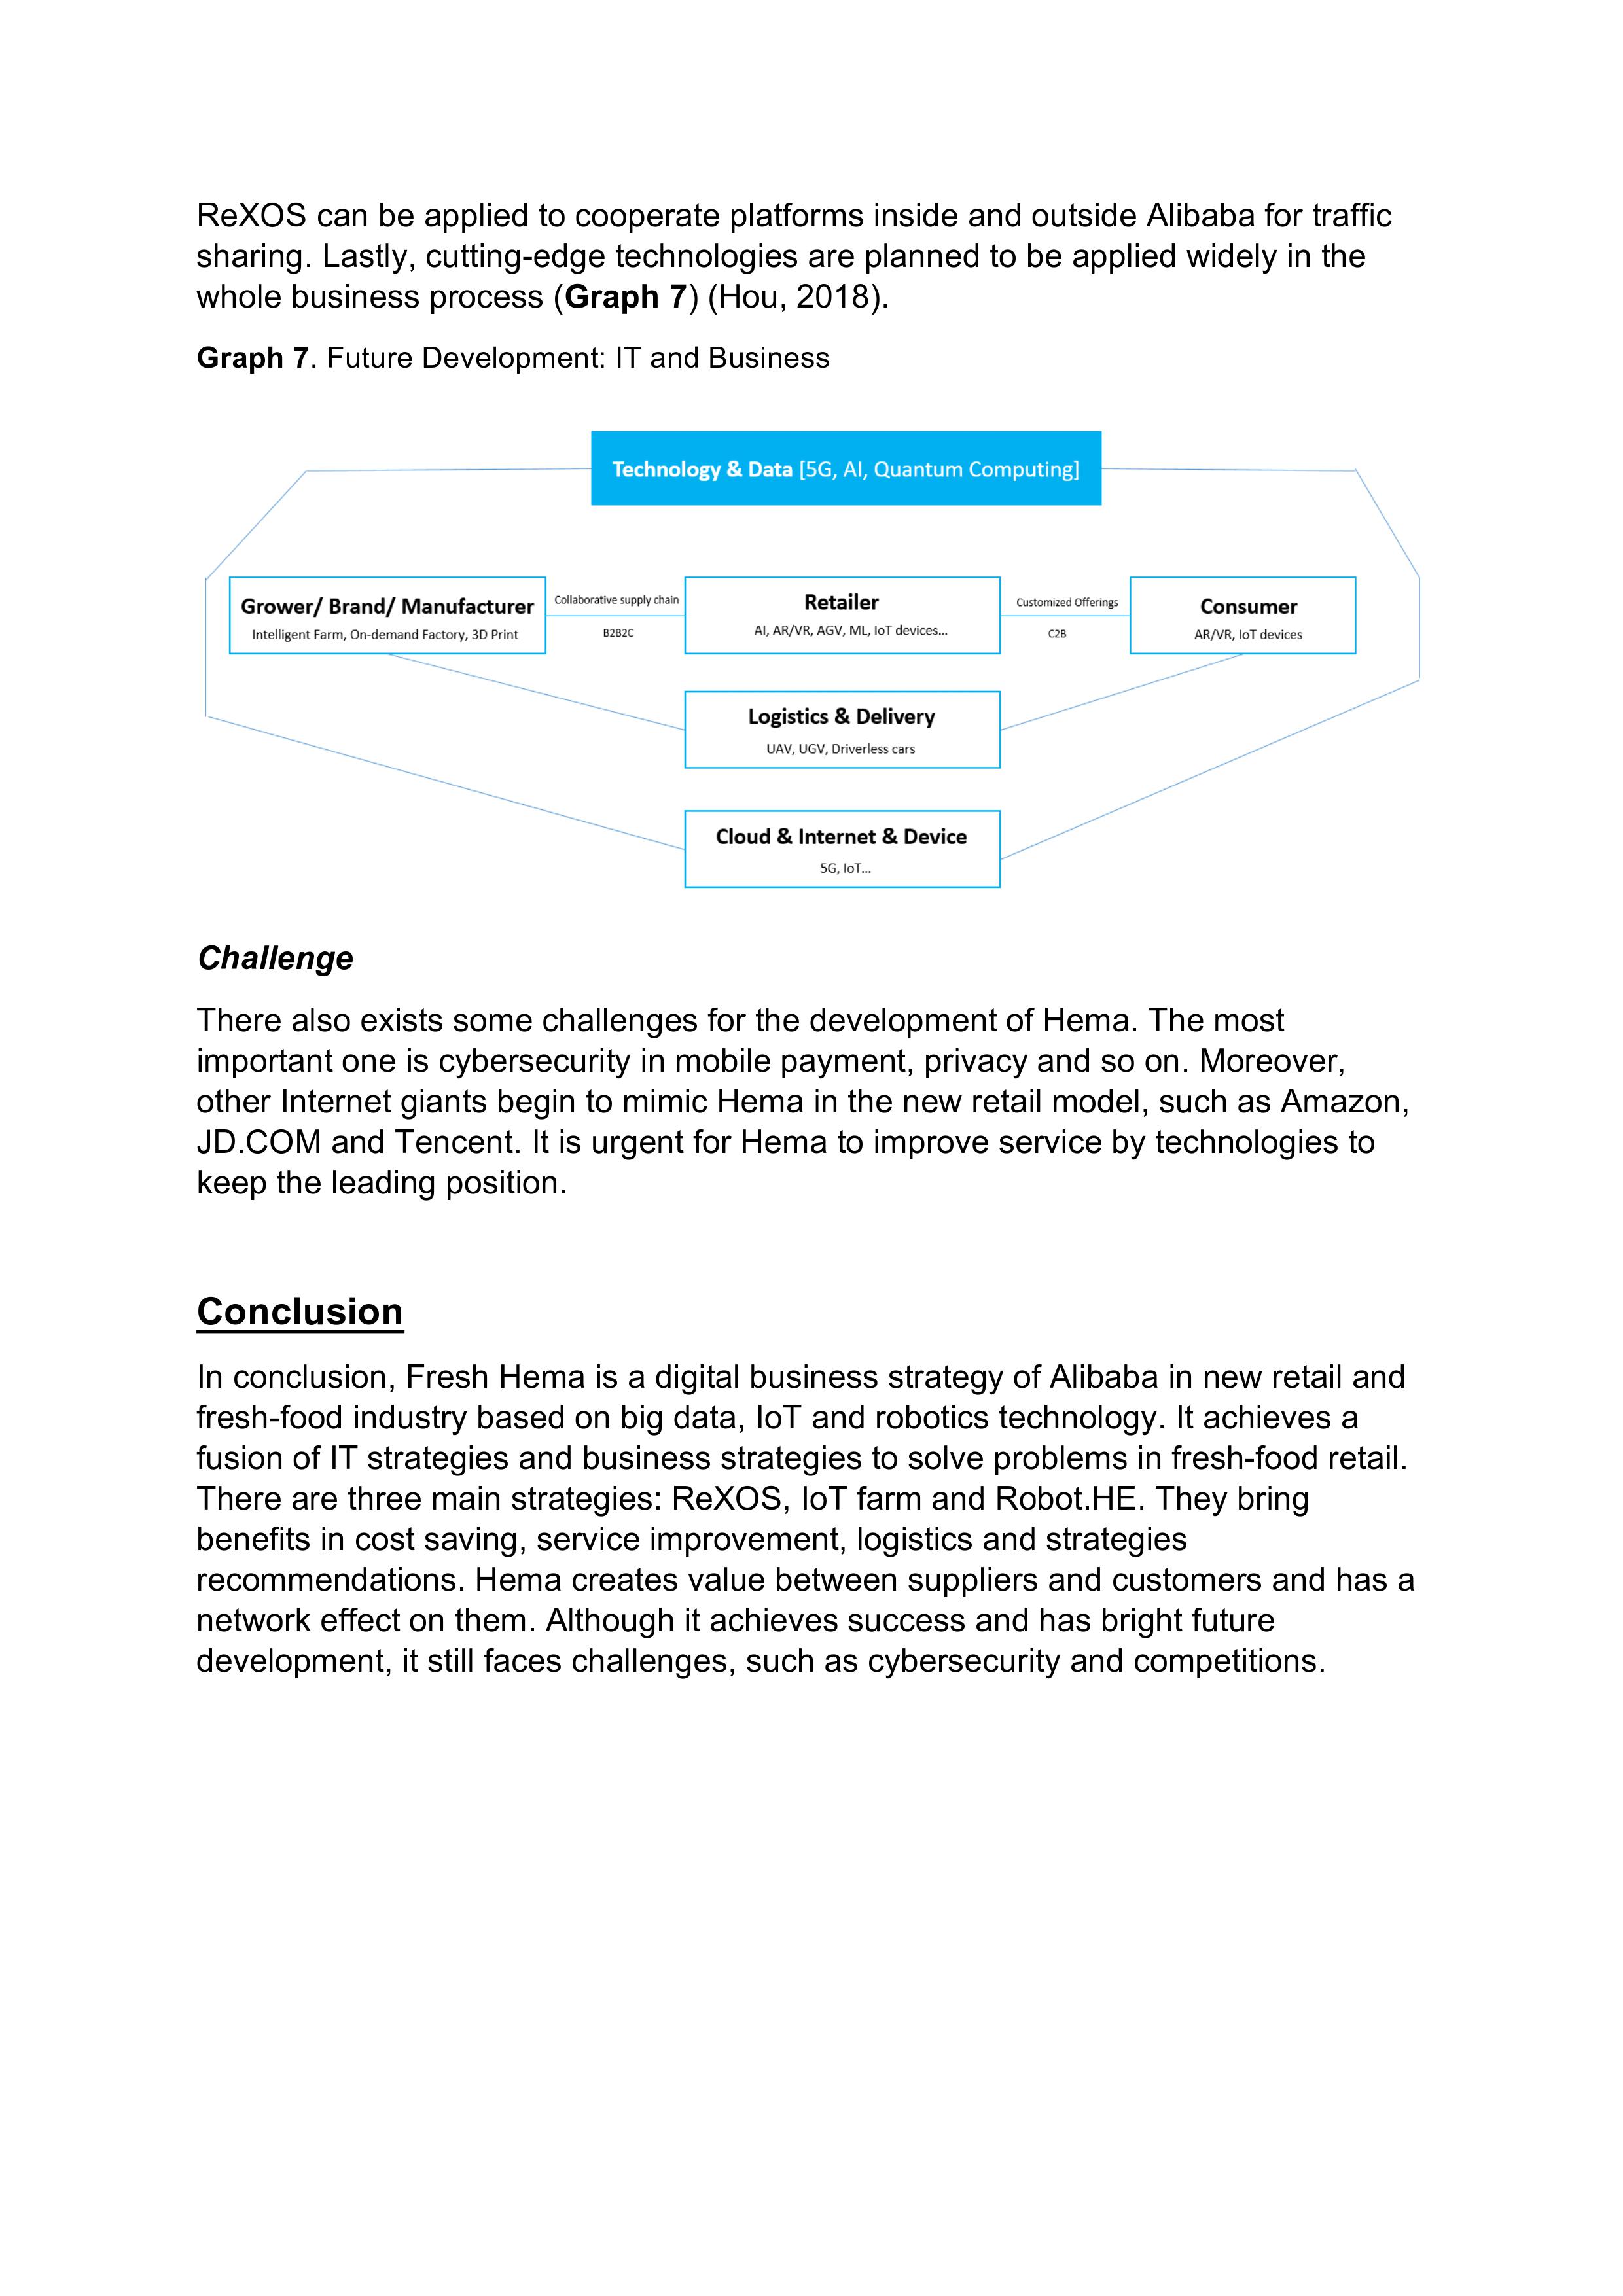 ReXOS can be applied to cooperate platforms inside and outside Alibaba for traffic
sharing. Lastly, cutting-edge technologies are planned to be applied widely in the
whole business process (Graph 7) (Hou, 2018).
Graph 7. Future Development: IT and Business
Technology & Data [5G, AI, Quantum Computing]
Grower/ Brand/ Manufacturer
Intelligent Farm, On-demand Factory, 3D Print
Collaborative supply chain
B2B2C
Retailer
AI, AR/VR, AGV, ML, IoT devices...
Customized Offerings
C2B
Consumer
AR/VR, IoT devices
Logistics & Delivery
UAV, UGV, Driverless cars
Cloud & Internet & Device
5G, IoT...
Challenge
There also exists some challenges for the development of Hema. The most
important one is cybersecurity in mobile payment, privacy and so on. Moreover,
other Internet giants begin to mimic Hema in the new retail model, such as Amazon,
JD.COM and Tencent. It is urgent for Hema to improve service by technologies to
keep the leading position.
Conclusion
In conclusion, Fresh Hema is a digital business strategy of Alibaba in new retail and
fresh-food industry based on big data, IoT and robotics technology. It achieves a
fusion of IT strategies and business strategies to solve problems in fresh-food retail.
There are three main strategies: ReXOS, IoT farm and Robot.HE. They bring
benefits in cost saving, service improvement, logistics and strategies
recommendations. Hema creates value between suppliers and customers and has a
network effect on them. Although it achieves success and has bright future
development, it still faces challenges, such as cybersecurity and competitions.